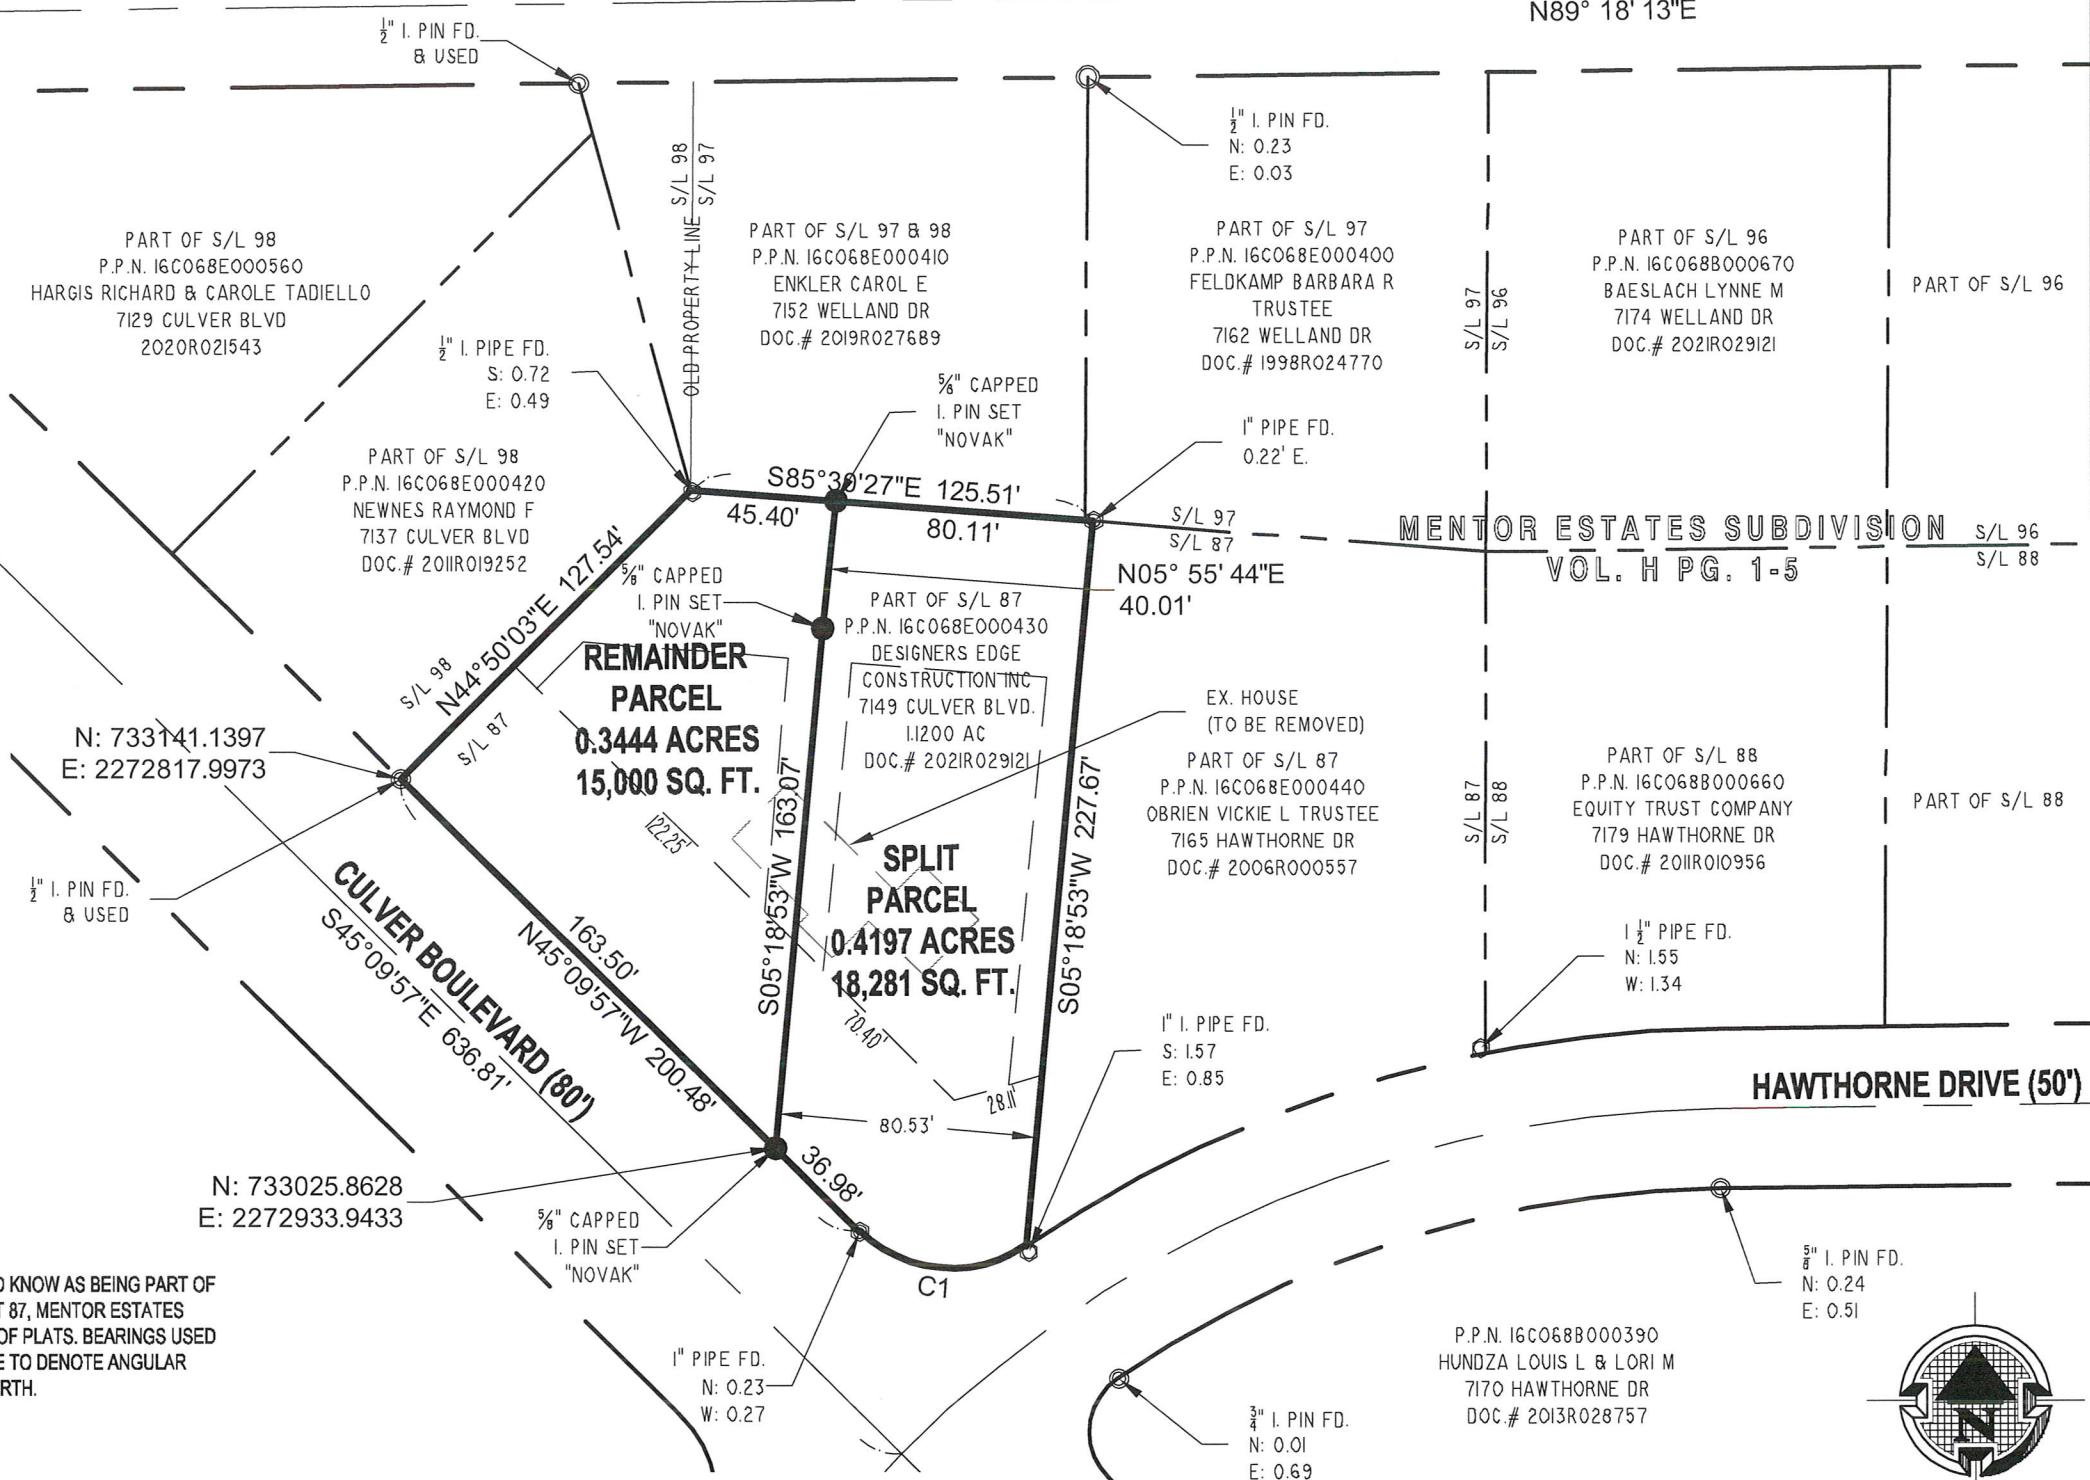 N89° 18' 13"E
½" I. PIN FD.
& USED
½" I. PIN FD.
N: 0.23
E: 0.03
S/L 98
S/L 97
OLD PROPERTY LINE
PART OF S/L 98
P.P.N. 16C068E000560
HARGIS RICHARD & CAROLE TADIELLO
7129 CULVER BLVD
2020R021543
PART OF S/L 97 & 98
P.P.N. 16C068E000410
ENKLER CAROL E
7152 WELLAND DR
DOC.# 2019R027689
PART OF S/L 97
P.P.N. 16C068E000400
FELDKAMP BARBARA R
TRUSTEE
7162 WELLAND DR
DOC.# 1998R024770
S/L 97
S/L 96
PART OF S/L 96
P.P.N. 16C068B000670
BAESLACH LYNNE M
7174 WELLAND DR
DOC.# 2021R029121
PART OF S/L 96
½" I. PIPE FD.
S: 0.72
E: 0.49
⅝" CAPPED
I. PIN SET
"NOVAK"
1" PIPE FD.
0.22' E.
PART OF S/L 98
P.P.N. 16C068E000420
NEWNES RAYMOND F
7137 CULVER BLVD
DOC.# 2011R019252
S85°30'27"E 125.51'
45.40'
80.11'
S/L 97
S/L 87
MENTOR ESTATES SUBDIVISION
VOL. H PG. 1-5
S/L 96
S/L 88
N05° 55' 44"E
40.01'
N44°50'03"E 127.54'
S/L 98
S/L 87
⅝" CAPPED
I. PIN SET
"NOVAK"
REMAINDER
PARCEL
0.3444 ACRES
15,000 SQ. FT.
PART OF S/L 87
P.P.N. 16C068E000430
DESIGNERS EDGE
CONSTRUCTION INC
7149 CULVER BLVD.
1.1200 AC
DOC.# 2021R029121
EX. HOUSE
(TO BE REMOVED)
PART OF S/L 87
P.P.N. 16C068E000440
OBRIEN VICKIE L TRUSTEE
7165 HAWTHORNE DR
DOC.# 2006R000557
S/L 87
S/L 88
PART OF S/L 88
P.P.N. 16C068B000660
EQUITY TRUST COMPANY
7179 HAWTHORNE DR
DOC.# 2011R010956
PART OF S/L 88
N: 733141.1397
E: 2272817.9973
½" I. PIN FD.
& USED
122.25'
S05°18'53"W 163.07'
S05°18'53"W 227.67'
SPLIT
PARCEL
0.4197 ACRES
18,281 SQ. FT.
70.40'
28.11'
80.53'
CULVER BOULEVARD (80')
S45°09'57"E 636.81'
163.50'
N45°09'57"W 200.48'
36.98'
1 ½" PIPE FD.
N: 1.55
W: 1.34
1" I. PIPE FD.
S: 1.57
E: 0.85
HAWTHORNE DRIVE (50')
N: 733025.8628
E: 2272933.9433
⅝" CAPPED
I. PIN SET
"NOVAK"
C1
1" PIPE FD.
N: 0.23
W: 0.27
⅝" I. PIN FD.
N: 0.24
E: 0.51
¾" I. PIN FD.
N: 0.01
E: 0.69
P.P.N. 16C068B000390
HUNDZA LOUIS L & LORI M
7170 HAWTHORNE DR
DOC.# 2013R028757
KNOW AS BEING PART OF
87, MENTOR ESTATES
OF PLATS. BEARINGS USED
TO DENOTE ANGULAR
N